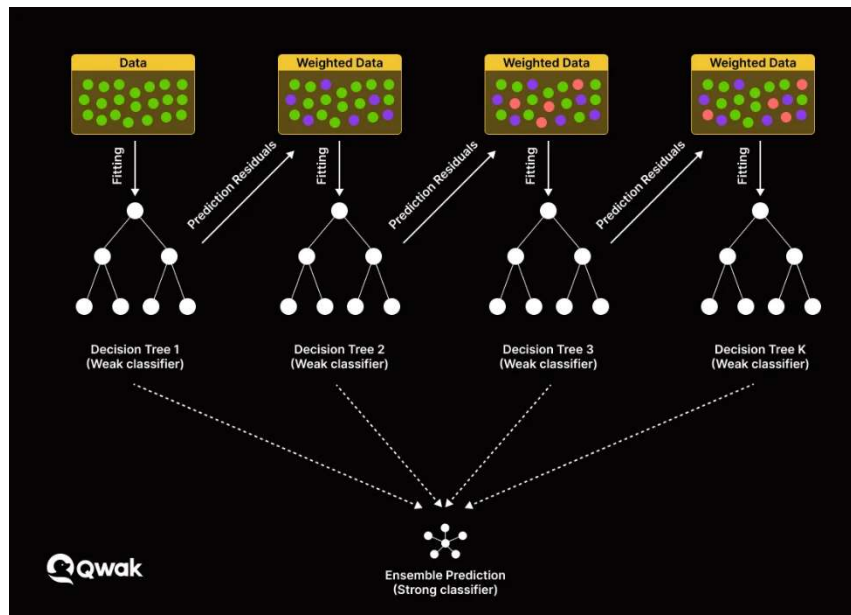 Data
Weighted Data
Weighted Data
Weighted Data
Fitting
Prediction Residuals
Fitting
Prediction Residuals
Fitting
Prediction Residuals
Fitting
Decision Tree 1
(Weak classifier)
Decision Tree 2
(Weak classifier)
Decision Tree 3
(Weak classifier)
Decision Tree K
(Weak classifier)
Qwak
Ensemble Prediction
(Strong classifier)